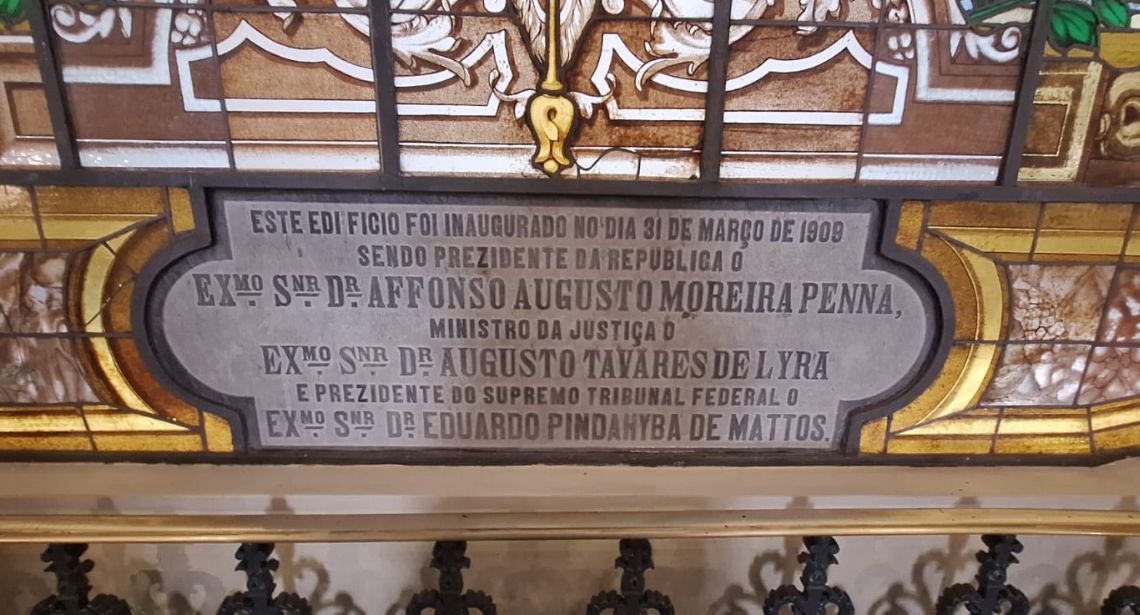 ESTE EDIFICIO FOI INAUGURADO NO DIA 31 DE MARÇO DE 1909
SENDO PREZIDENTE DA REPUBLICA O
EXMO SNR DR AFFONSO AUGUSTO MOREIRA PENNA,
MINISTRO DA JUSTIÇA O
EXMO SNR DR AUGUSTO TAVARES DE LYRA
E PREZIDENTE DO SUPREMO TRIBUNAL FEDERAL O
EXMO SNR DR EDUARDO PINDAHYBA DE MATTOS.